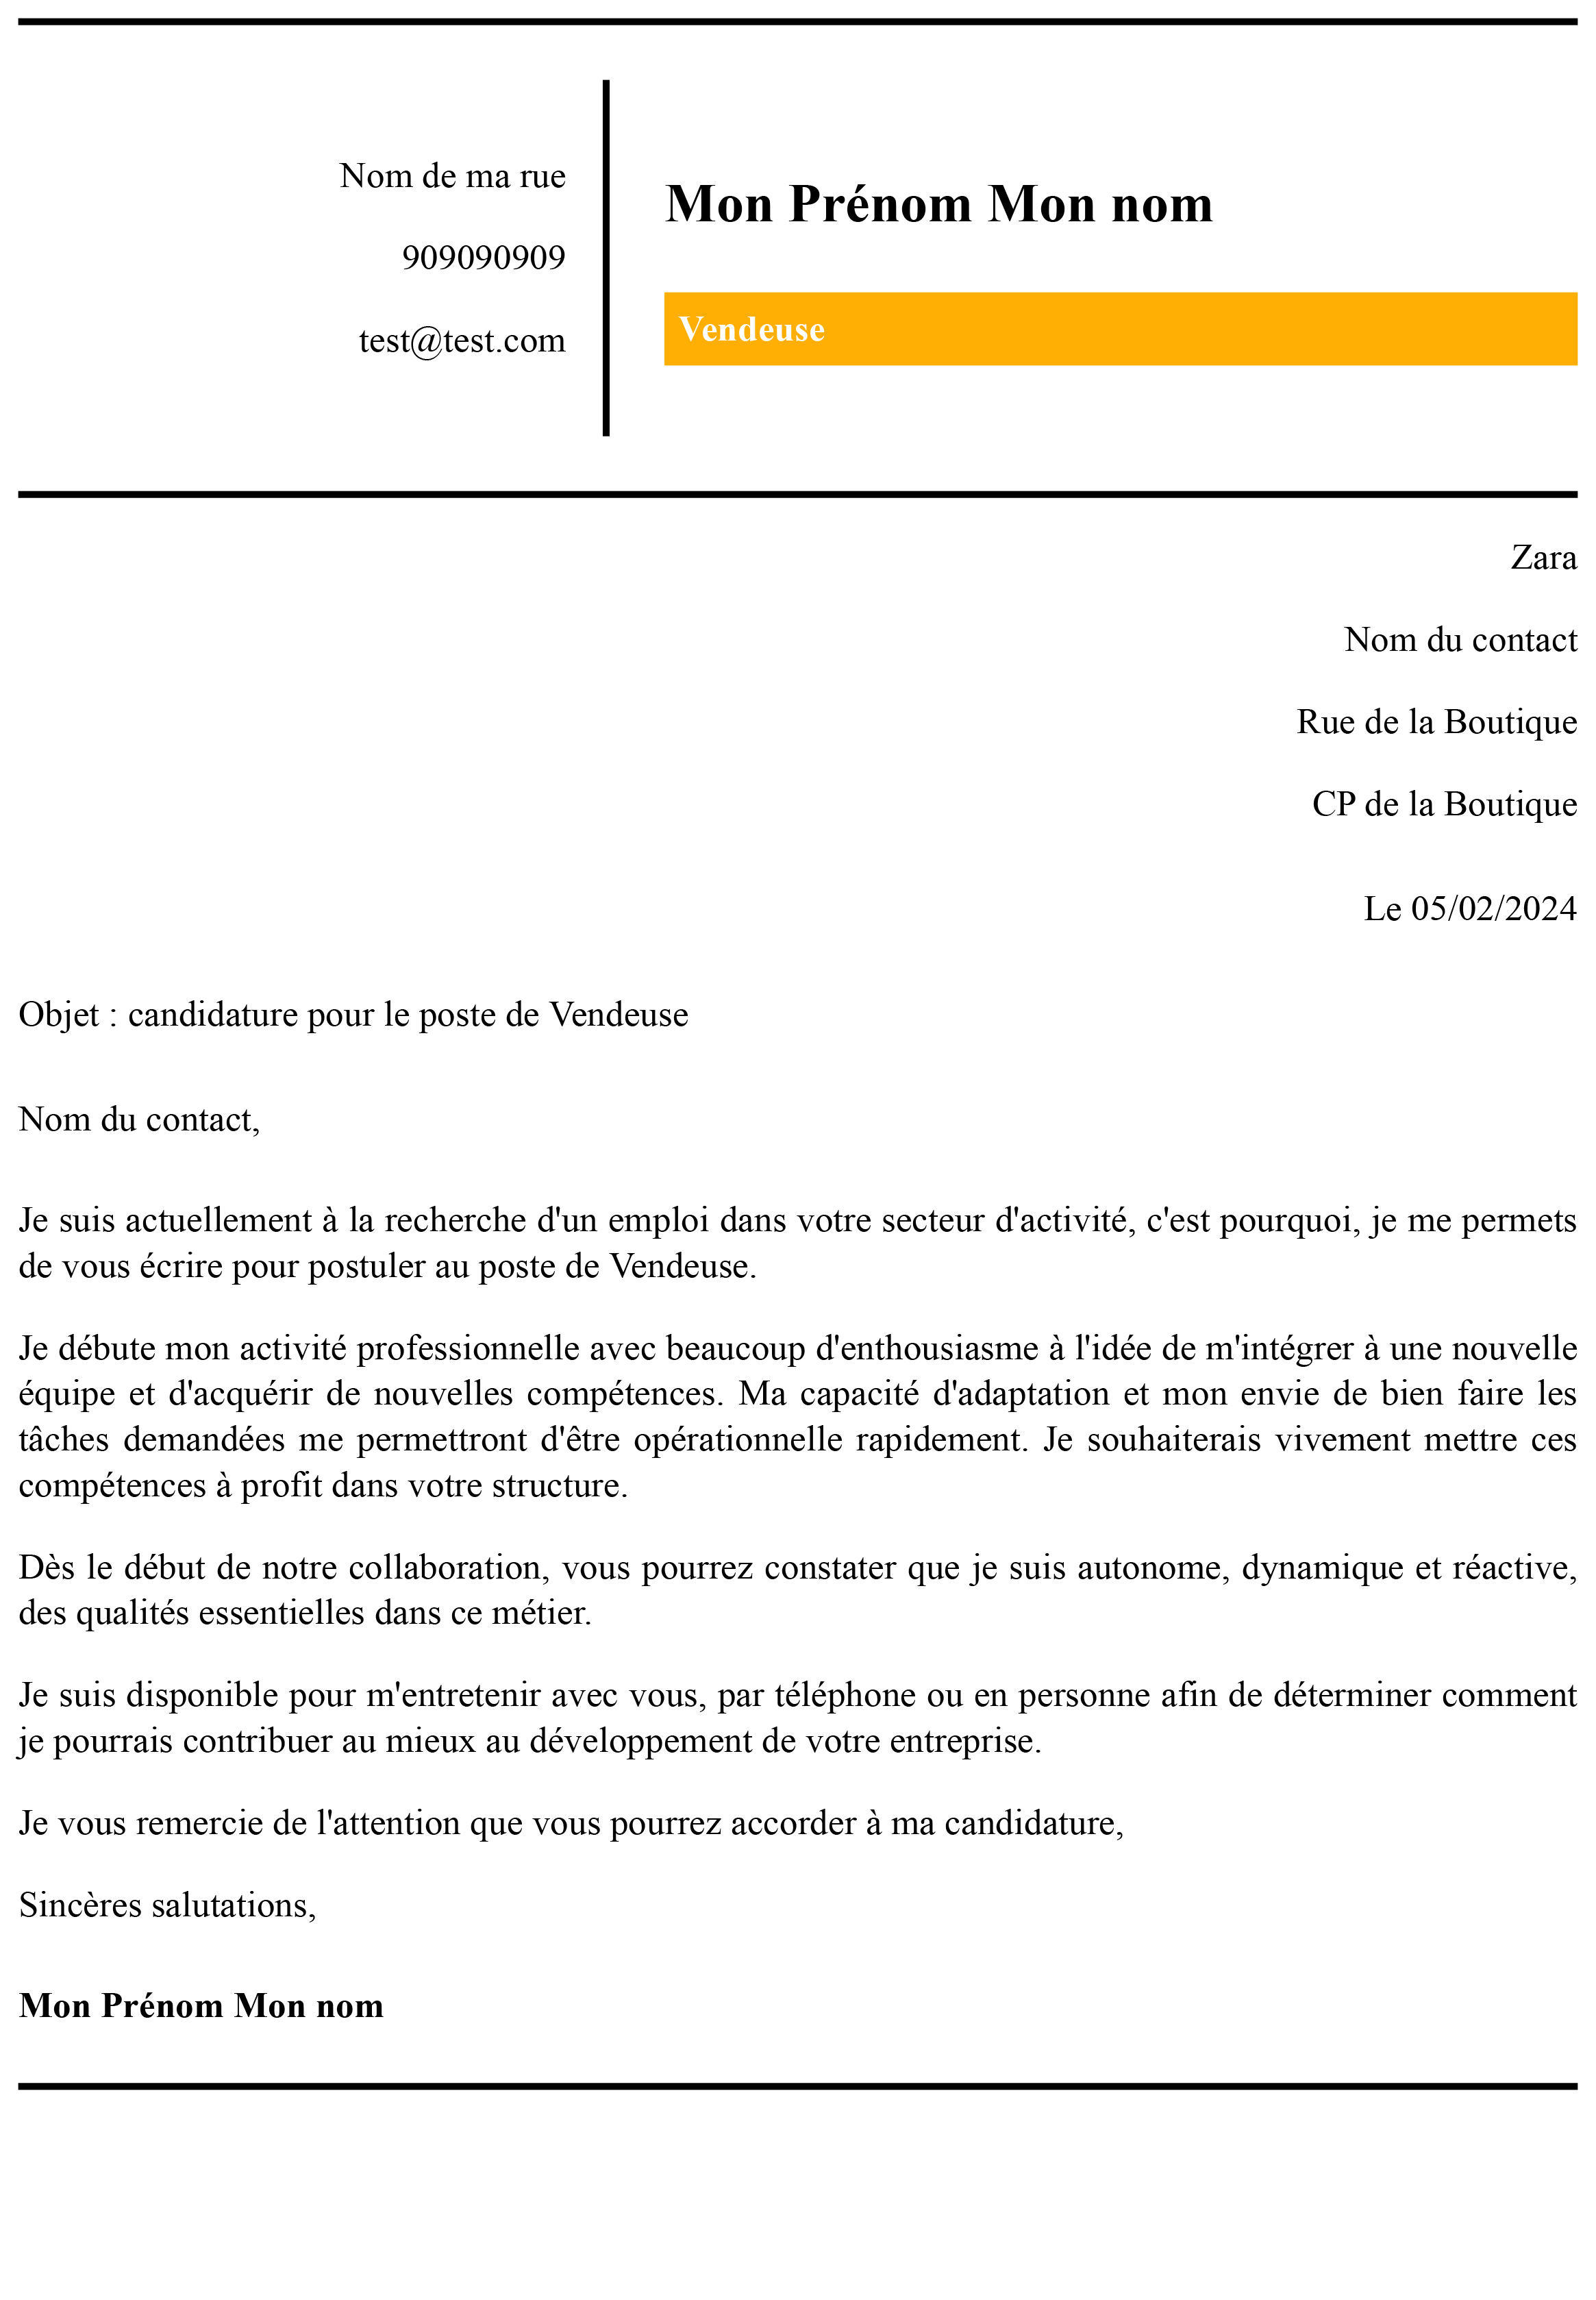 Nom de ma rue
909090909
test@test.com
Mon Prénom Mon nom
Vendeuse
Zara
Nom du contact
Rue de la Boutique
CP de la Boutique
Le 05/02/2024
Objet : candidature pour le poste de Vendeuse
Nom du contact,
Je suis actuellement à la recherche d'un emploi dans votre secteur d'activité, c'est pourquoi, je me permets
de vous écrire pour postuler au poste de Vendeuse.
Je débute mon activité professionnelle avec beaucoup d'enthousiasme à l'idée de m'intégrer à une nouvelle
équipe et d'acquérir de nouvelles compétences. Ma capacité d'adaptation et mon envie de bien faire les
tâches demandées me permettront d'être opérationnelle rapidement. Je souhaiterais vivement mettre ces
compétences à profit dans votre structure.
Dès le début de notre collaboration, vous pourrez constater que je suis autonome, dynamique et réactive,
des qualités essentielles dans ce métier.
Je suis disponible pour m'entretenir avec vous, par téléphone ou en personne afin de déterminer comment
je pourrais contribuer au mieux au développement de votre entreprise.
Je vous remercie de l'attention que vous pourrez accorder à ma candidature,
Sincères salutations,
Mon Prénom Mon nom